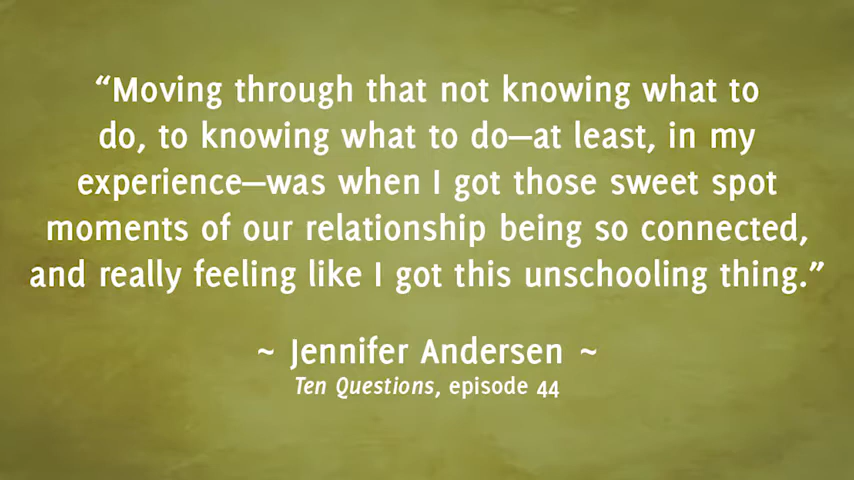 “Moving through that not knowing what to
do, to knowing what to do—at least, in my
experience—was when I got those sweet spot
moments of our relationship being so connected,
and really feeling like I got this unschooling thing.”
~ Jennifer Andersen ~
Ten Questions, episode 44